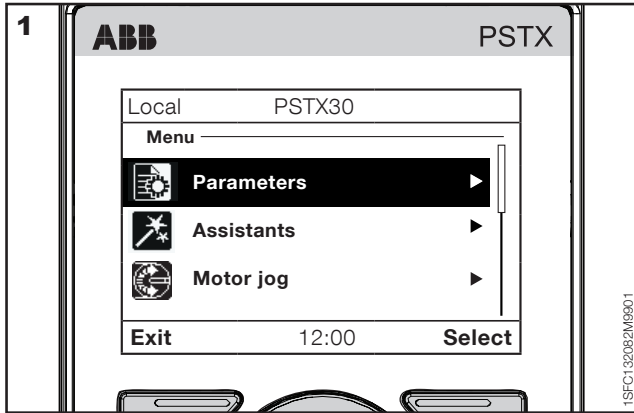 1
ABB PSTX
Local PSTX30
Menu
Parameters
Assistants
Motor jog
Exit 12:00 Select
1SFC132082M9901